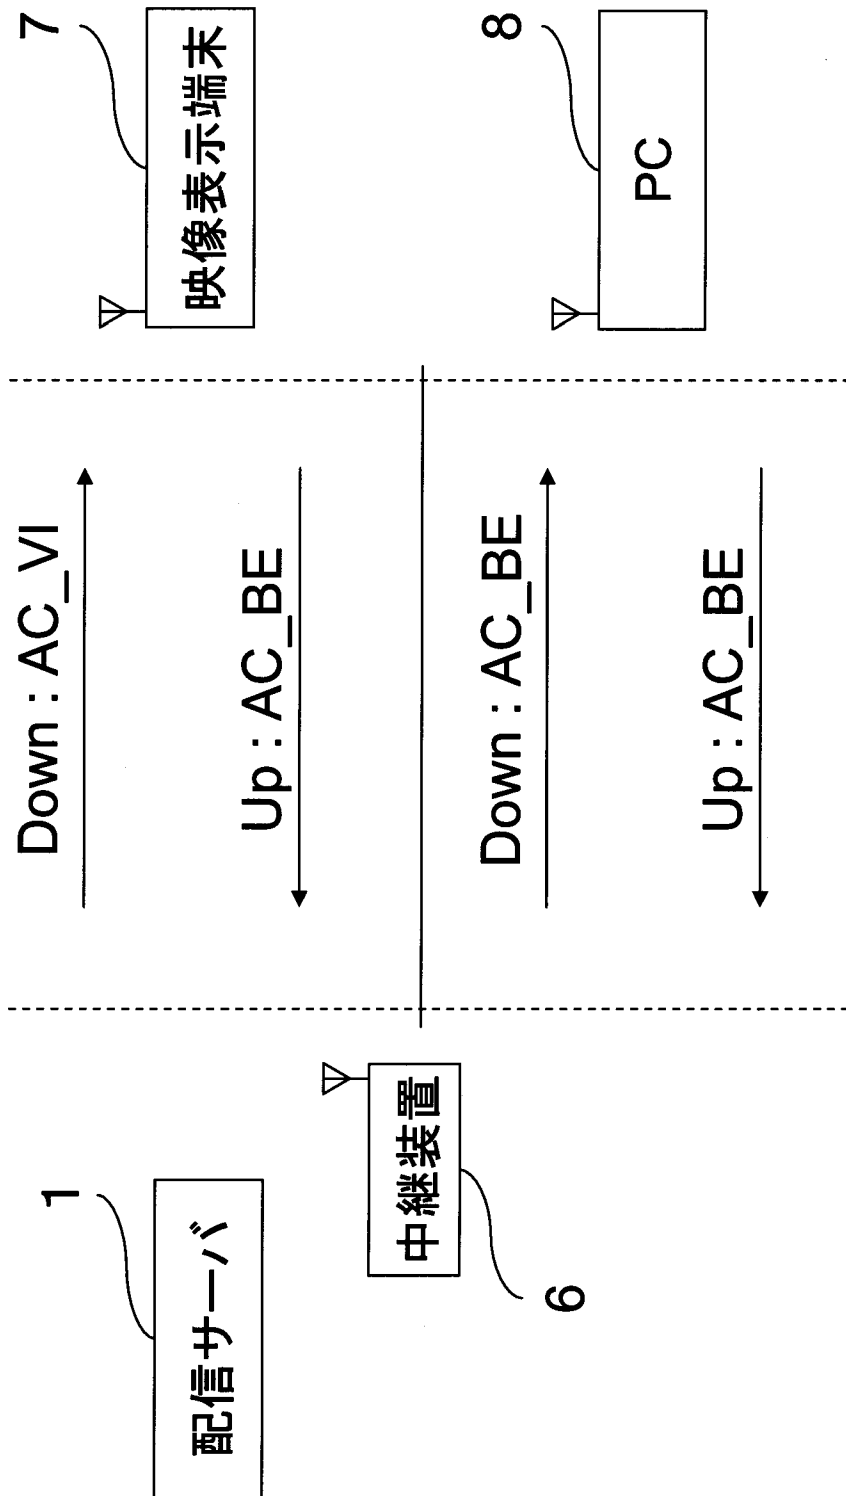 1
配信サーバ
中継装置
6
Down : AC_VI
Up : AC_BE
Down : AC_BE
Up : AC_BE
7
映像表示端末
8
PC